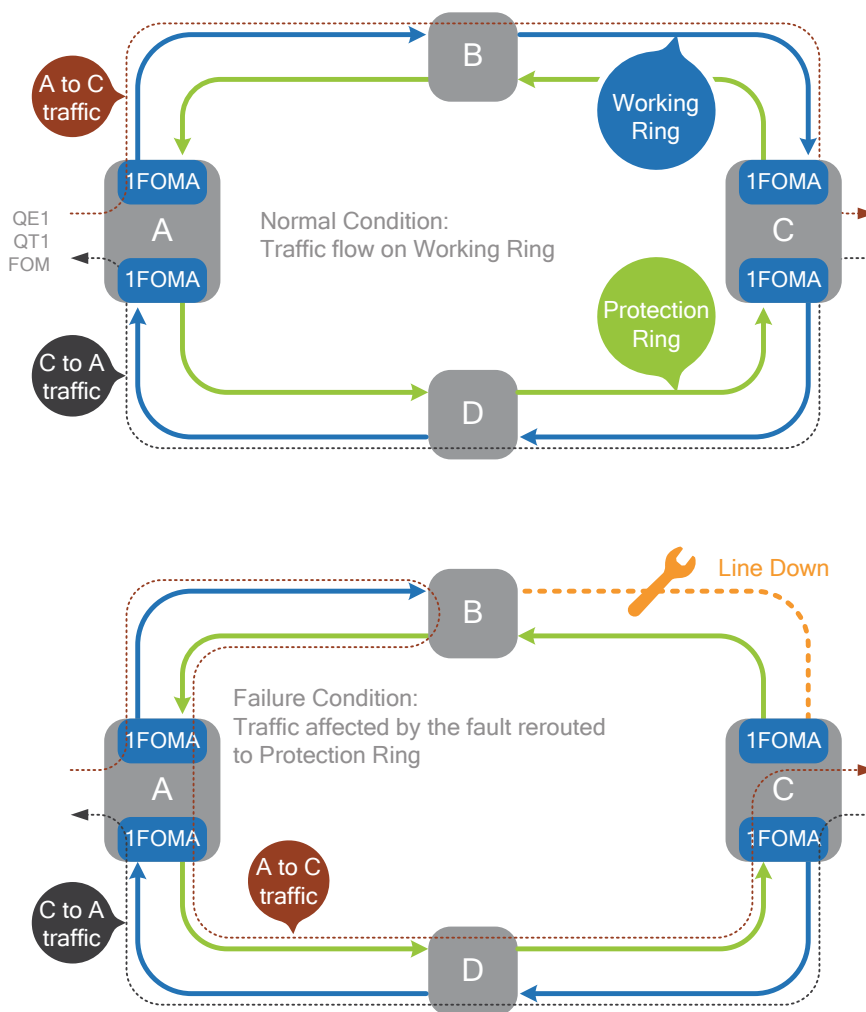 B
A to C
traffic
Working
Ring
1FOMA
1FOMA
QE1
QT1
FOM
A
Normal Condition:
Traffic flow on Working Ring
C
1FOMA
1FOMA
Protection
Ring
C to A
traffic
D
Line Down
B
Failure Condition:
Traffic affected by the fault rerouted
to Protection Ring
1FOMA
1FOMA
A
C
1FOMA
1FOMA
A to C
traffic
C to A
traffic
D